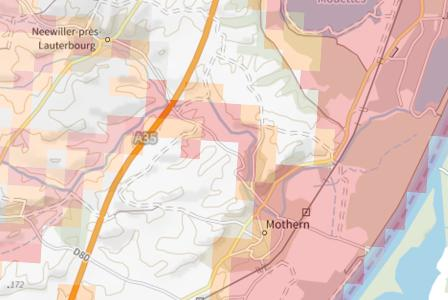 Mouettes
Neewiller-près-
Lauterbourg
A35
Mothern
D80
.172